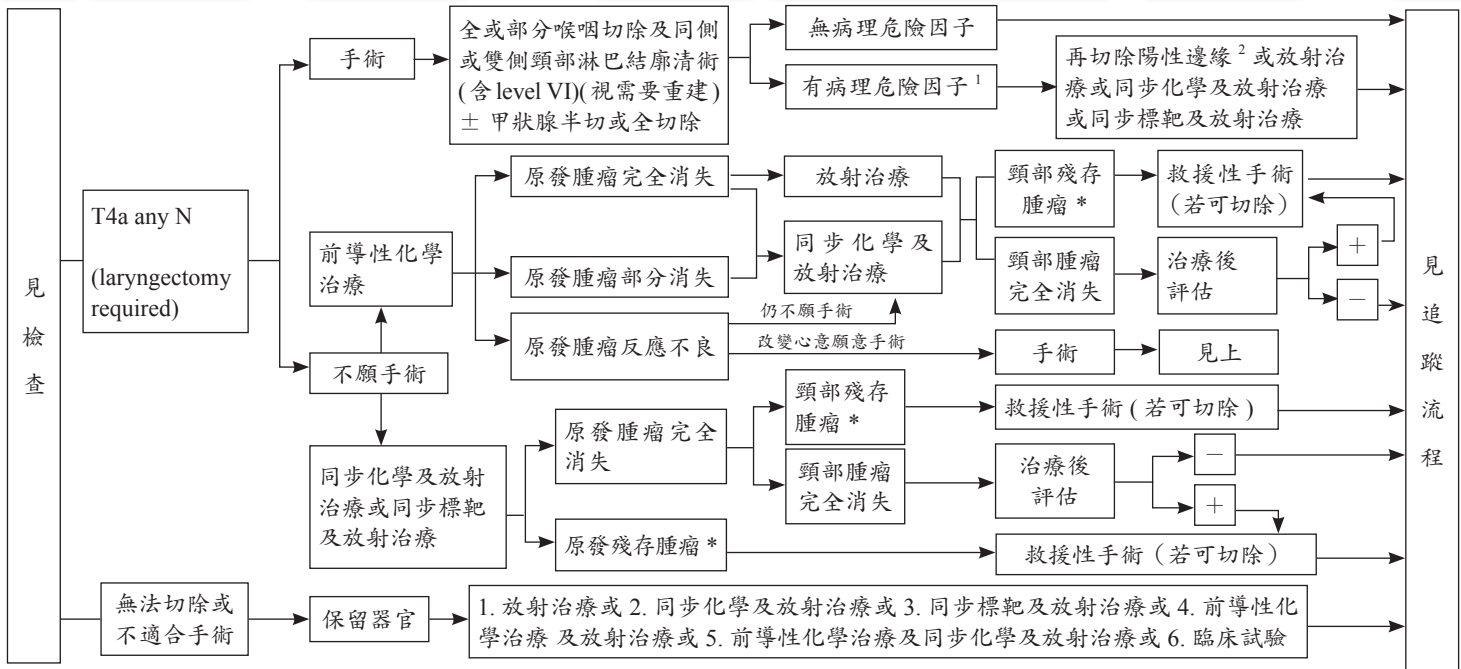 見
檢
查
T4a any N
(laryngectomy
required)
手術
全或部分喉咽切除及同側
或雙側頸部淋巴結廓清術
(含 level VI)(視需要重建)
± 甲狀腺半切或全切除
無病理危險因子
有病理危險因子 1
再切除陽性邊緣 2 或放射治
療或同步化學及放射治療
或同步標靶及放射治療
不願手術
前導性化學
治療
原發腫瘤完全消失
原發腫瘤部分消失
原發腫瘤反應不良
放射治療
同步化學及
放射治療
仍不願手術
改變心意願意手術
頸部殘存
腫瘤 *
救援性手術
（若可切除）
頸部腫瘤
完全消失
治療後
評估
+
−
手術
見上
同步化學及放射
治療或同步標靶
及放射治療
原發腫瘤完全
消失
原發殘存腫瘤 *
頸部殘存
腫瘤 *
救援性手術 ( 若可切除 )
頸部腫瘤
完全消失
治療後
評估
−
+
救援性手術（若可切除）
無法切除或
不適合手術
保留器官
1. 放射治療或 2. 同步化學及放射治療或 3. 同步標靶及放射治療或 4. 前導性化
學治療 及放射治療或 5. 前導性化學治療及同步化學及放射治療或 6. 臨床試驗
見
追
蹤
流
程